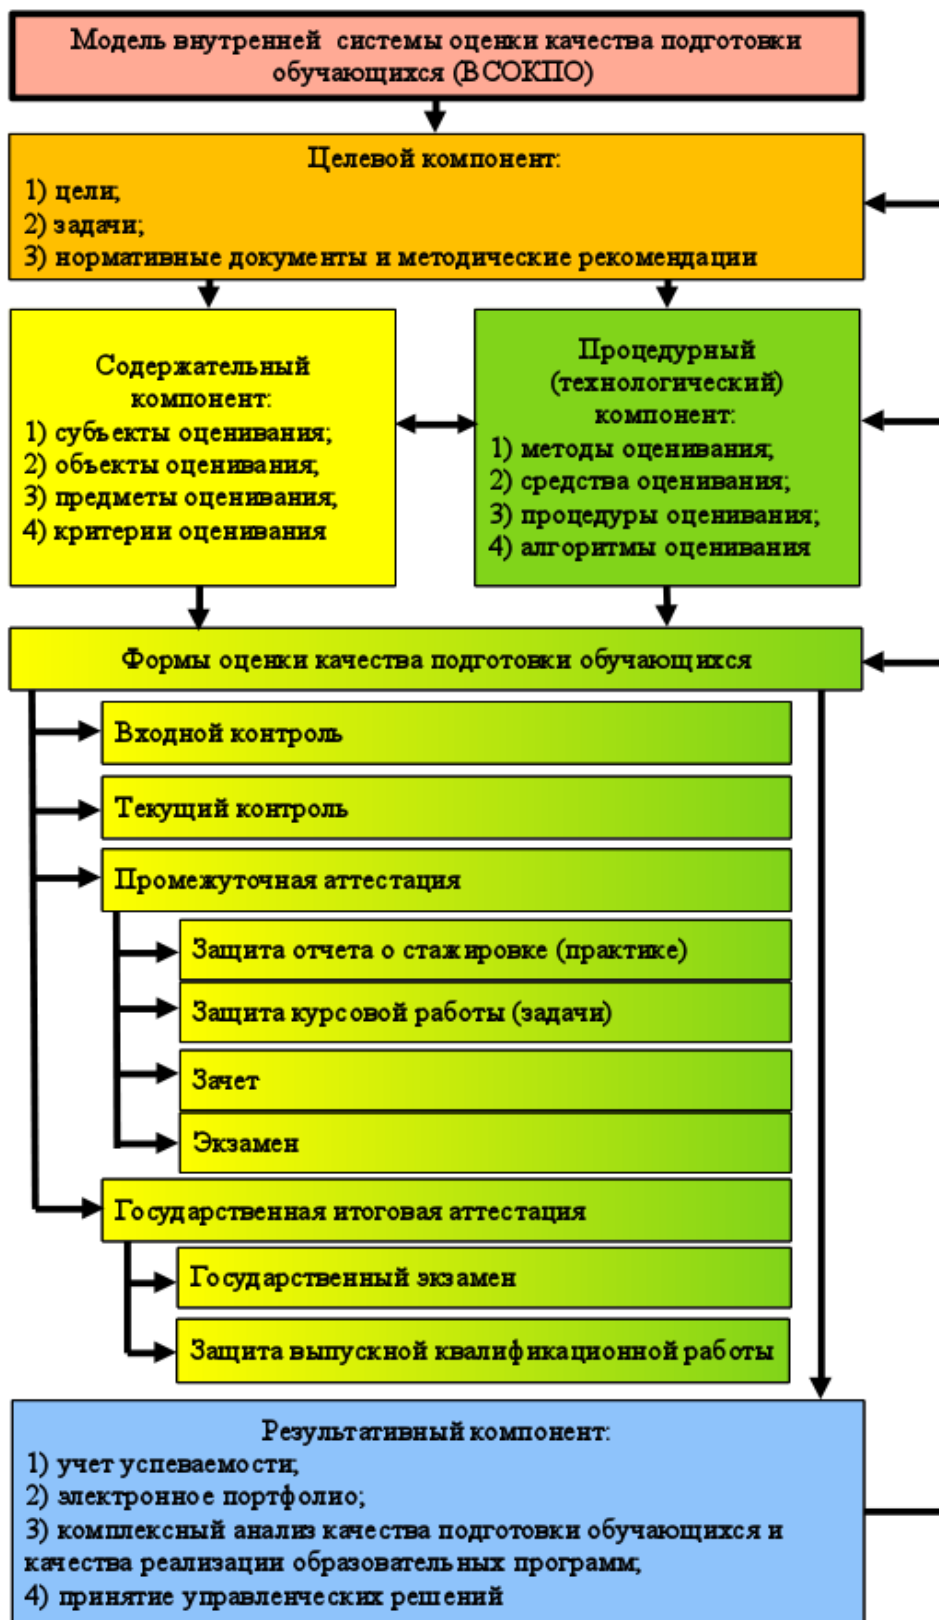 Модель внутренней системы оценки качества подготовки
обучающихся (ВСОКПО)
Целевой компонент:
1) цели;
2) задачи;
3) нормативные документы и методические рекомендации
Содержательный
компонент:
1) субъекты оценивания;
2) объекты оценивания;
3) предметы оценивания;
4) критерии оценивания
Процедурный
(технологический)
компонент:
1) методы оценивания;
2) средства оценивания;
3) процедуры оценивания;
4) алгоритмы оценивания
Формы оценки качества подготовки обучающихся
Входной контроль
Текущий контроль
Промежуточная аттестация
Защита отчета о стажировке (практике)
Защита курсовой работы (задачи)
Зачет
Экзамен
Государственная итоговая аттестация
Государственный экзамен
Защита выпускной квалификационной работы
Результативный компонент:
1) учет успеваемости;
2) электронное портфолио;
3) комплексный анализ качества подготовки обучающихся и
качества реализации образовательных программ;
4) принятие управленческих решений